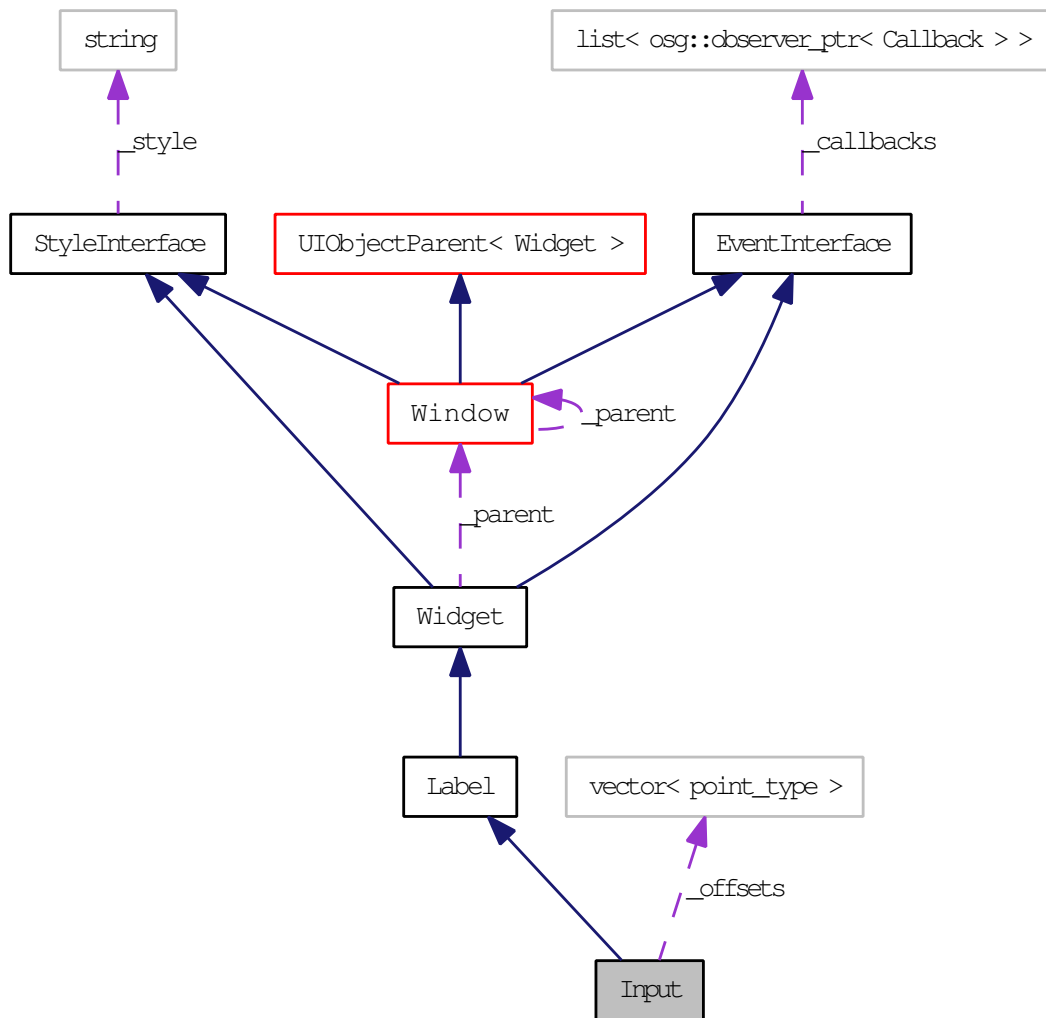 string
list< osg::observer_ptr< Callback > >
_style
_callbacks
StyleInterface
UIObjectParent< Widget >
EventInterface
Window
_parent
_parent
Widget
Label
vector< point_type >
_offsets
Input